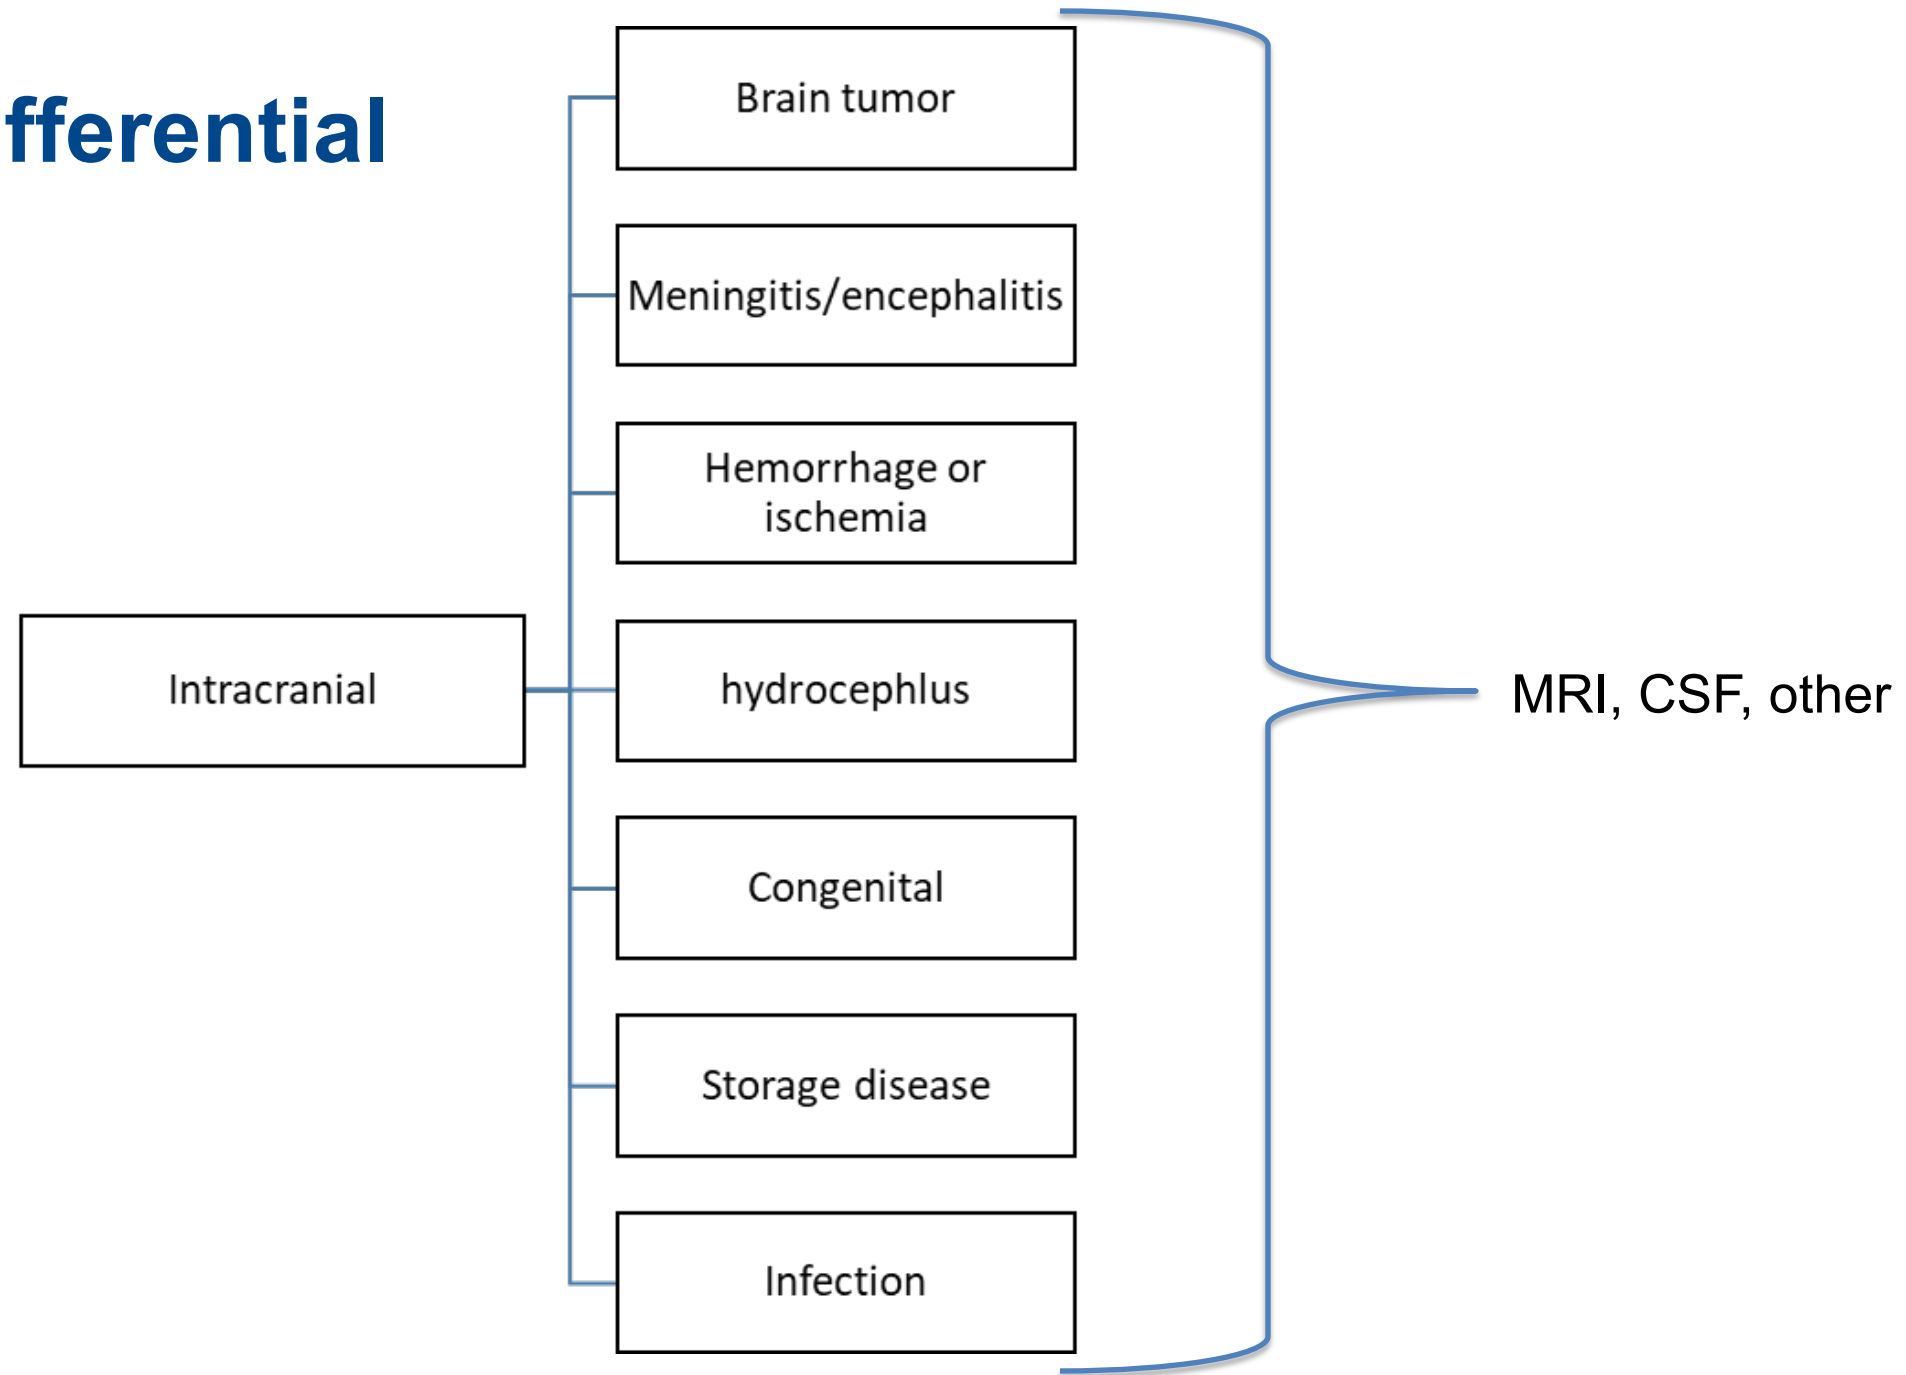 fferential
Brain tumor
Meningitis/encephalitis
Hemorrhage or
ischemia
Intracranial
hydrocephlus
MRI, CSF, other
Congenital
Storage disease
Infection